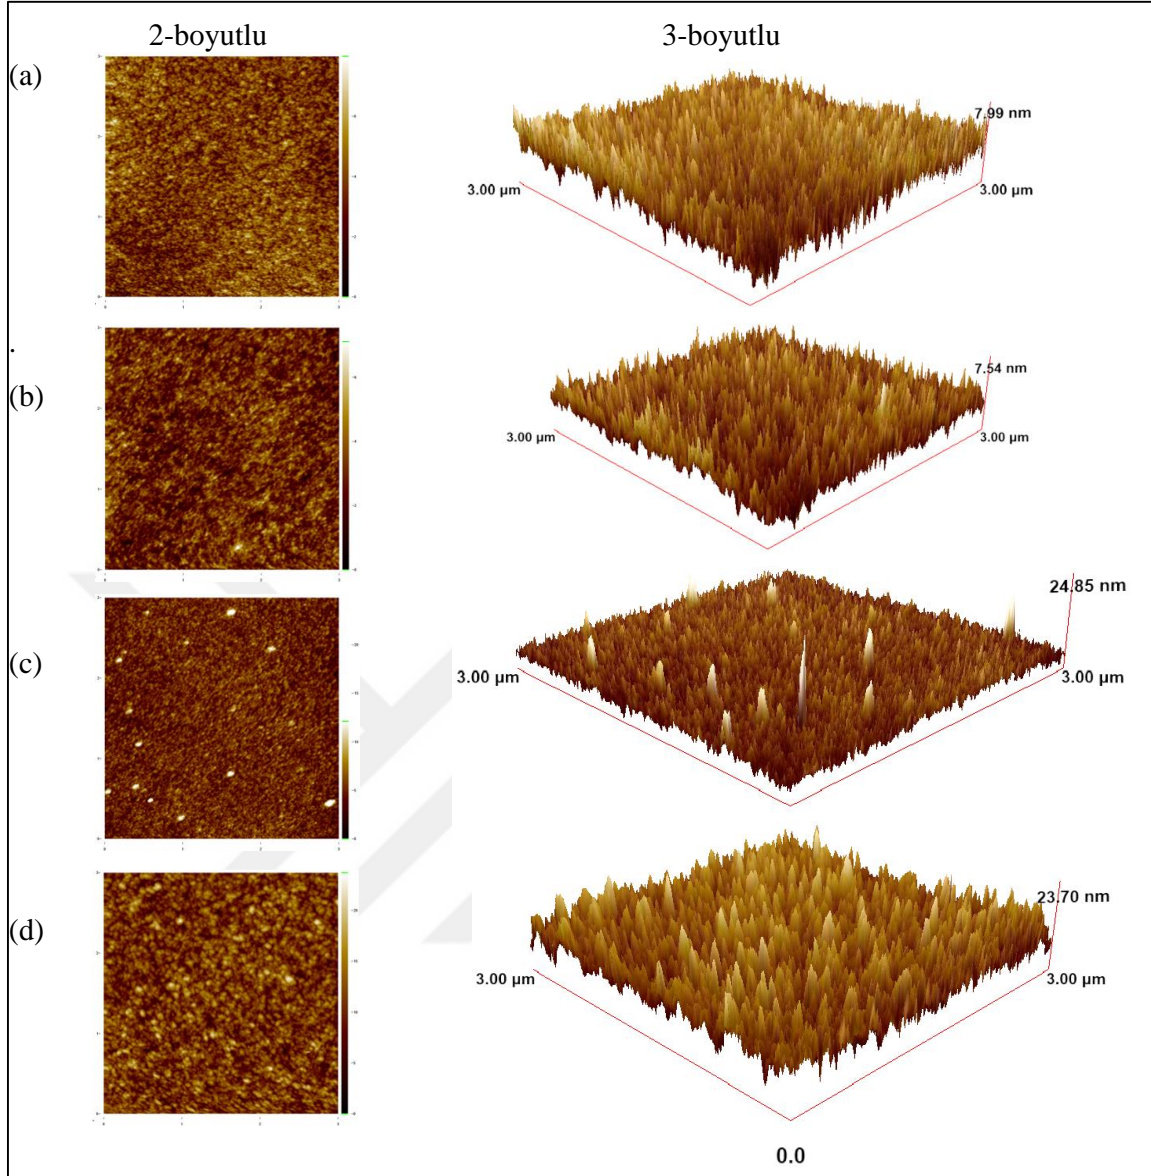 2-boyutlu 3-boyutlu
(a)
7.99 nm
3.00 µm 3.00 µm
.
(b)
7.54 nm
3.00 µm 3.00 µm
(c)
24.85 nm
3.00 µm 3.00 µm
(d)
23.70 nm
3.00 µm 3.00 µm
0.0